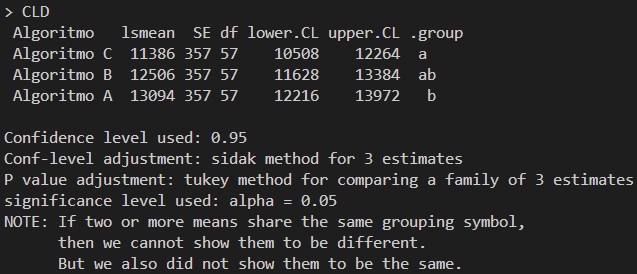 > CLD
Algoritmo lsmean SE df lower.CL upper.CL .group
Algoritmo C 11386 357 57 10508 12264 a
Algoritmo B 12506 357 57 11628 13384 ab
Algoritmo A 13094 357 57 12216 13972 b
Confidence level used: 0.95
Conf-level adjustment: sidak method for 3 estimates
P value adjustment: tukey method for comparing a family of 3 estimates
significance level used: alpha = 0.05
NOTE: If two or more means share the same grouping symbol,
then we cannot show them to be different.
But we also did not show them to be the same.